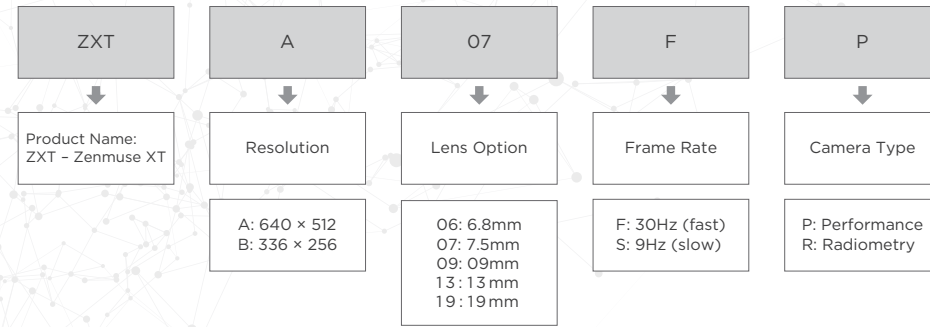 ZXT
A
07
F
P
Product Name:
ZXT – Zenmuse XT
Resolution
Lens Option
Frame Rate
Camera Type
A: 640 × 512
B: 336 × 256
06: 6.8mm
07: 7.5mm
09: 09mm
13: 13mm
19: 19mm
F: 30Hz (fast)
S: 9Hz (slow)
P: Performance
R: Radiometry